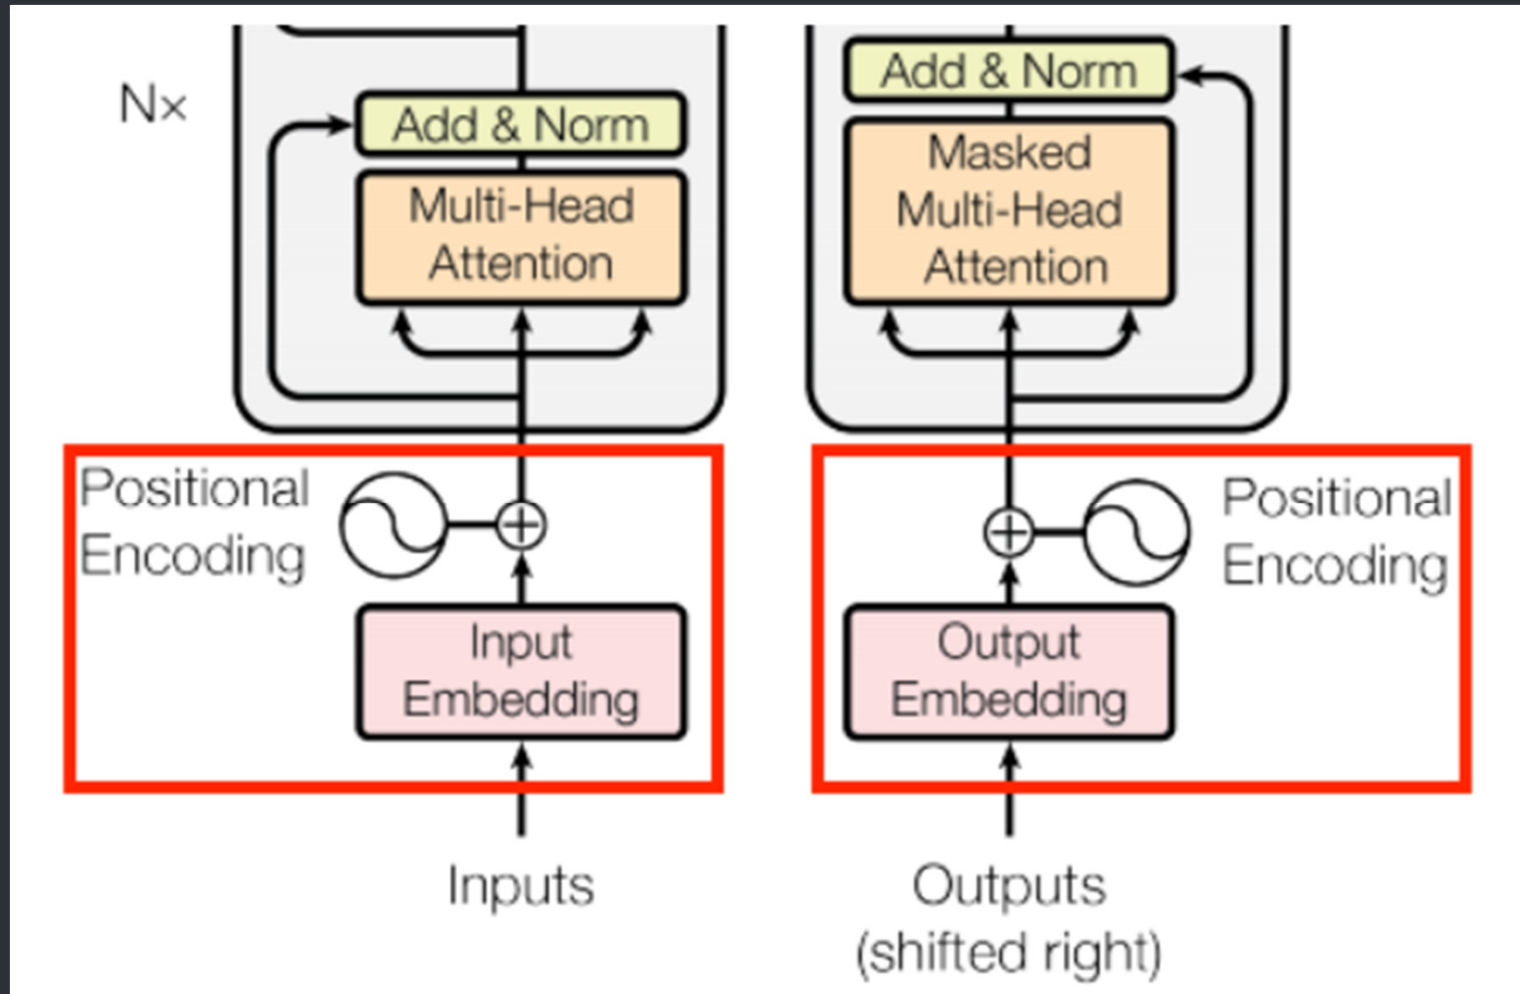 N×
Add & Norm
Multi-Head
Attention
Positional
Encoding
Input
Embedding
Inputs
Add & Norm
Masked
Multi-Head
Attention
Positional
Encoding
Output
Embedding
Outputs
(shifted right)